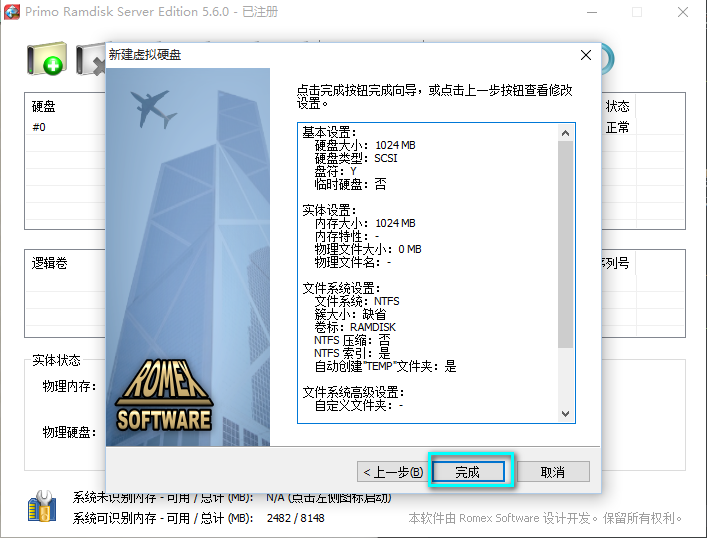 Primo Ramdisk Server Edition 5.6.0 - 已注册
新建虚拟硬盘
点击完成按钮完成向导，或点击上一步按钮查看修改
设置。
硬盘
状态
#0
正常
基本设置：
硬盘大小：1024 MB
硬盘类型：SCSI
盘符：Y
临时硬盘：否
实体设置：
内存大小：1024 MB
内存特性：-
物理文件大小：0 MB
物理文件名：-
逻辑卷
序列号
文件系统设置：
文件系统：NTFS
簇大小：缺省
卷标：RAMDISK
NTFS 压缩：否
NTFS 索引：是
自动创建"TEMP"文件夹：是
文件系统高级设置：
自定义文件夹：-
实体状态
物理内存：
物理硬盘：
ROMEX
SOFTWARE
< 上一步(B)
完成
取消
系统未识别内存 - 可用 / 总计 (MB)： N/A (点击左侧图标启动)
系统可识别内存 - 可用 / 总计 (MB)： 2482 / 8148
本软件由 Romex Software 设计开发。保留所有权利。